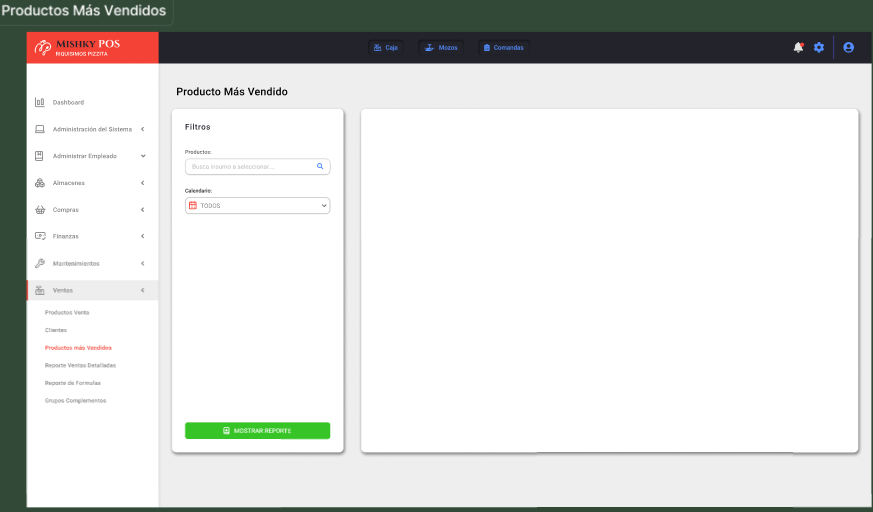 Productos Más Vendidos
MISHKY POS
RIQUISIMOS PIZZITA
Caja
Mozos
Comandas
Dashboard
Administración del Sistema
Administrar Empleado
Almacenes
Compras
Finanzas
Mantenimientos
Ventas
Productos Venta
Clientes
Productos más Vendidos
Reporte Ventas Detalladas
Reporte de Formulas
Grupos Complementos
Producto Más Vendido
Filtros
Productos:
Busca insumo a seleccionar...
Calendario:
TODOS
MOSTRAR REPORTE